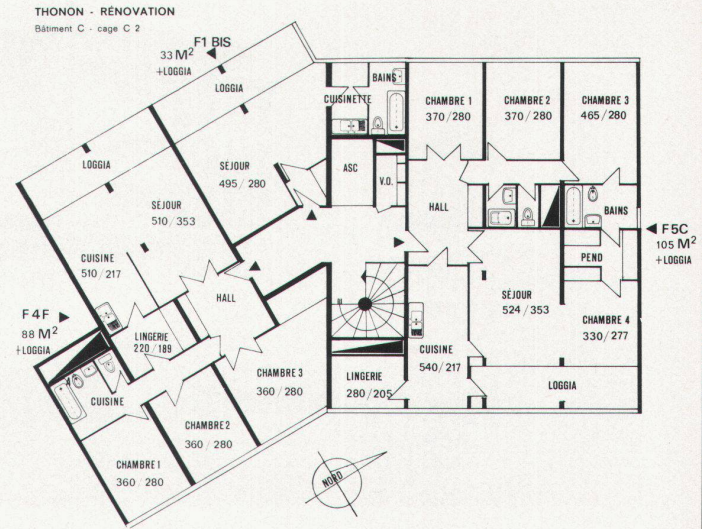 THONON - RÉNOVATION
Bâtiment C - cage C 2
F1 BIS
33 M²
+LOGGIA
LOGGIA
SÉJOUR
495/280
CUISINETTE
BAINS
ASC
V.O.
LOGGIA
SÉJOUR
510/353
CUISINE
510/217
HALL
LINGERIE
220/189
F4F
88 M²
+LOGGIA
CUISINE
CHAMBRE 1
360/280
CHAMBRE 2
360/280
CHAMBRE 3
360/280
CHAMBRE 1
370/280
CHAMBRE 2
370/280
CHAMBRE 3
465/280
HALL
BAINS
PEND
F5C
105 M²
+LOGGIA
SÉJOUR
524/353
CHAMBRE 4
330/277
CUISINE
540/217
LINGERIE
280/205
LOGGIA
NORD